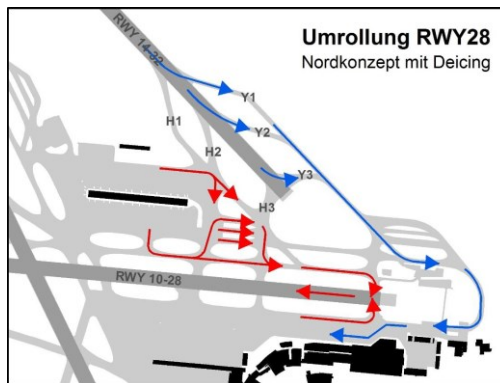 Umrollung RWY28
Nordkonzept mit Deicing
RWY 14-32
Y1
H1
Y2
H2
Y3
H3
RWY 10-28